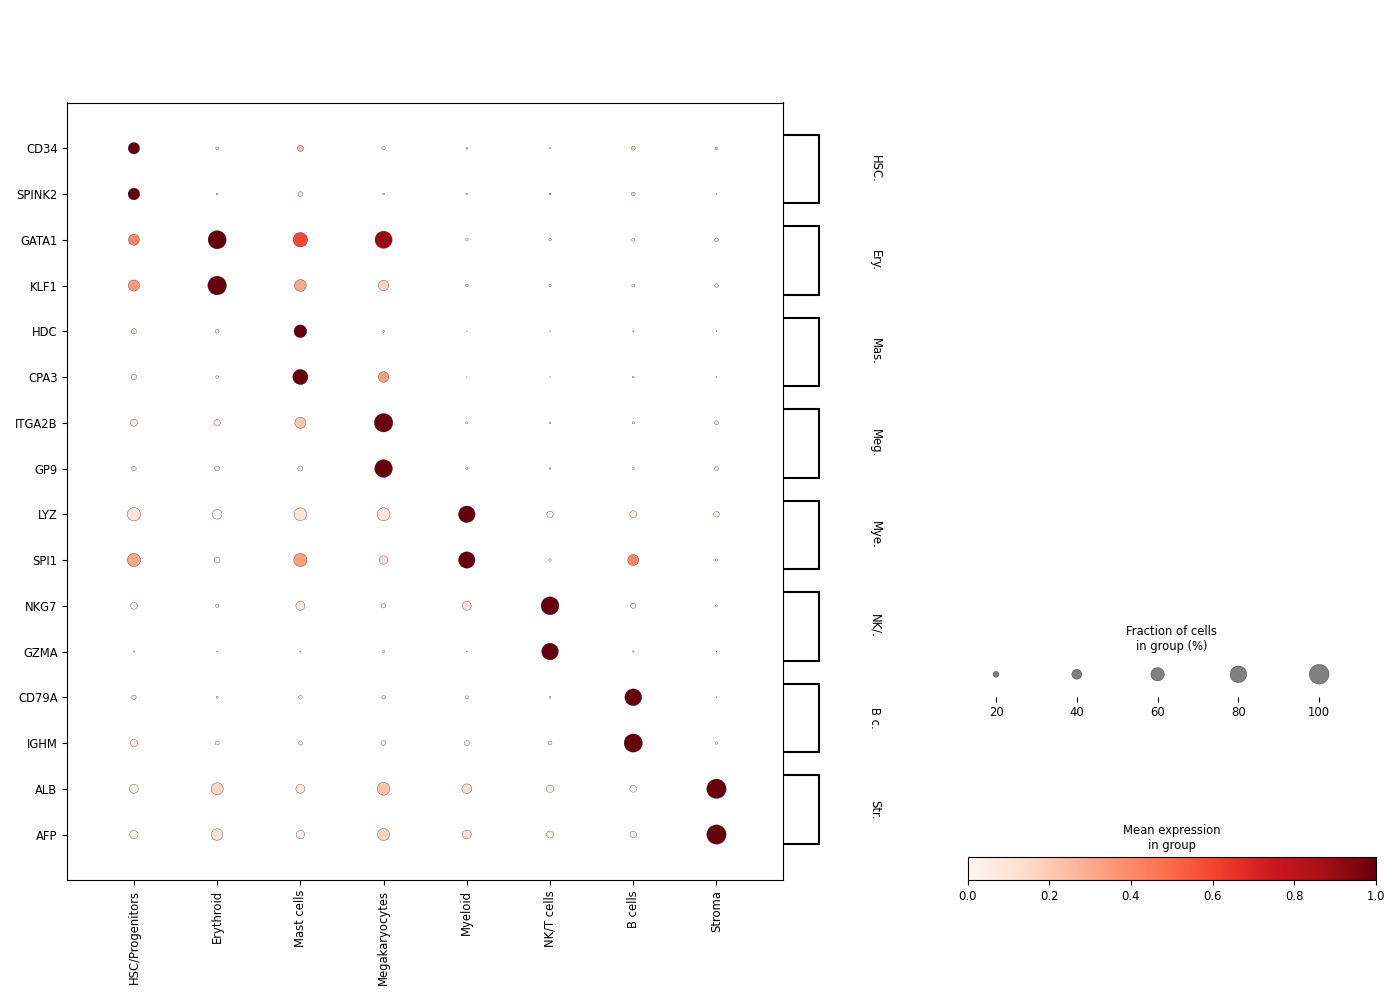 CD34
SPINK2
GATA1
KLF1
HDC
CPA3
ITGA2B
GP9
LYZ
SPI1
NKG7
GZMA
CD79A
IGHM
ALB
AFP
HSC/Progenitors
Erythroid
Mast cells
Megakaryocytes
Myeloid
NK/T cells
B cells
Stroma
HSC.
Ery.
Mas.
Meg.
Mye.
NK/.
B c.
Str.
Fraction of cells
in group (%)
20 40 60 80 100
Mean expression
in group
0.0 0.2 0.4 0.6 0.8 1.0